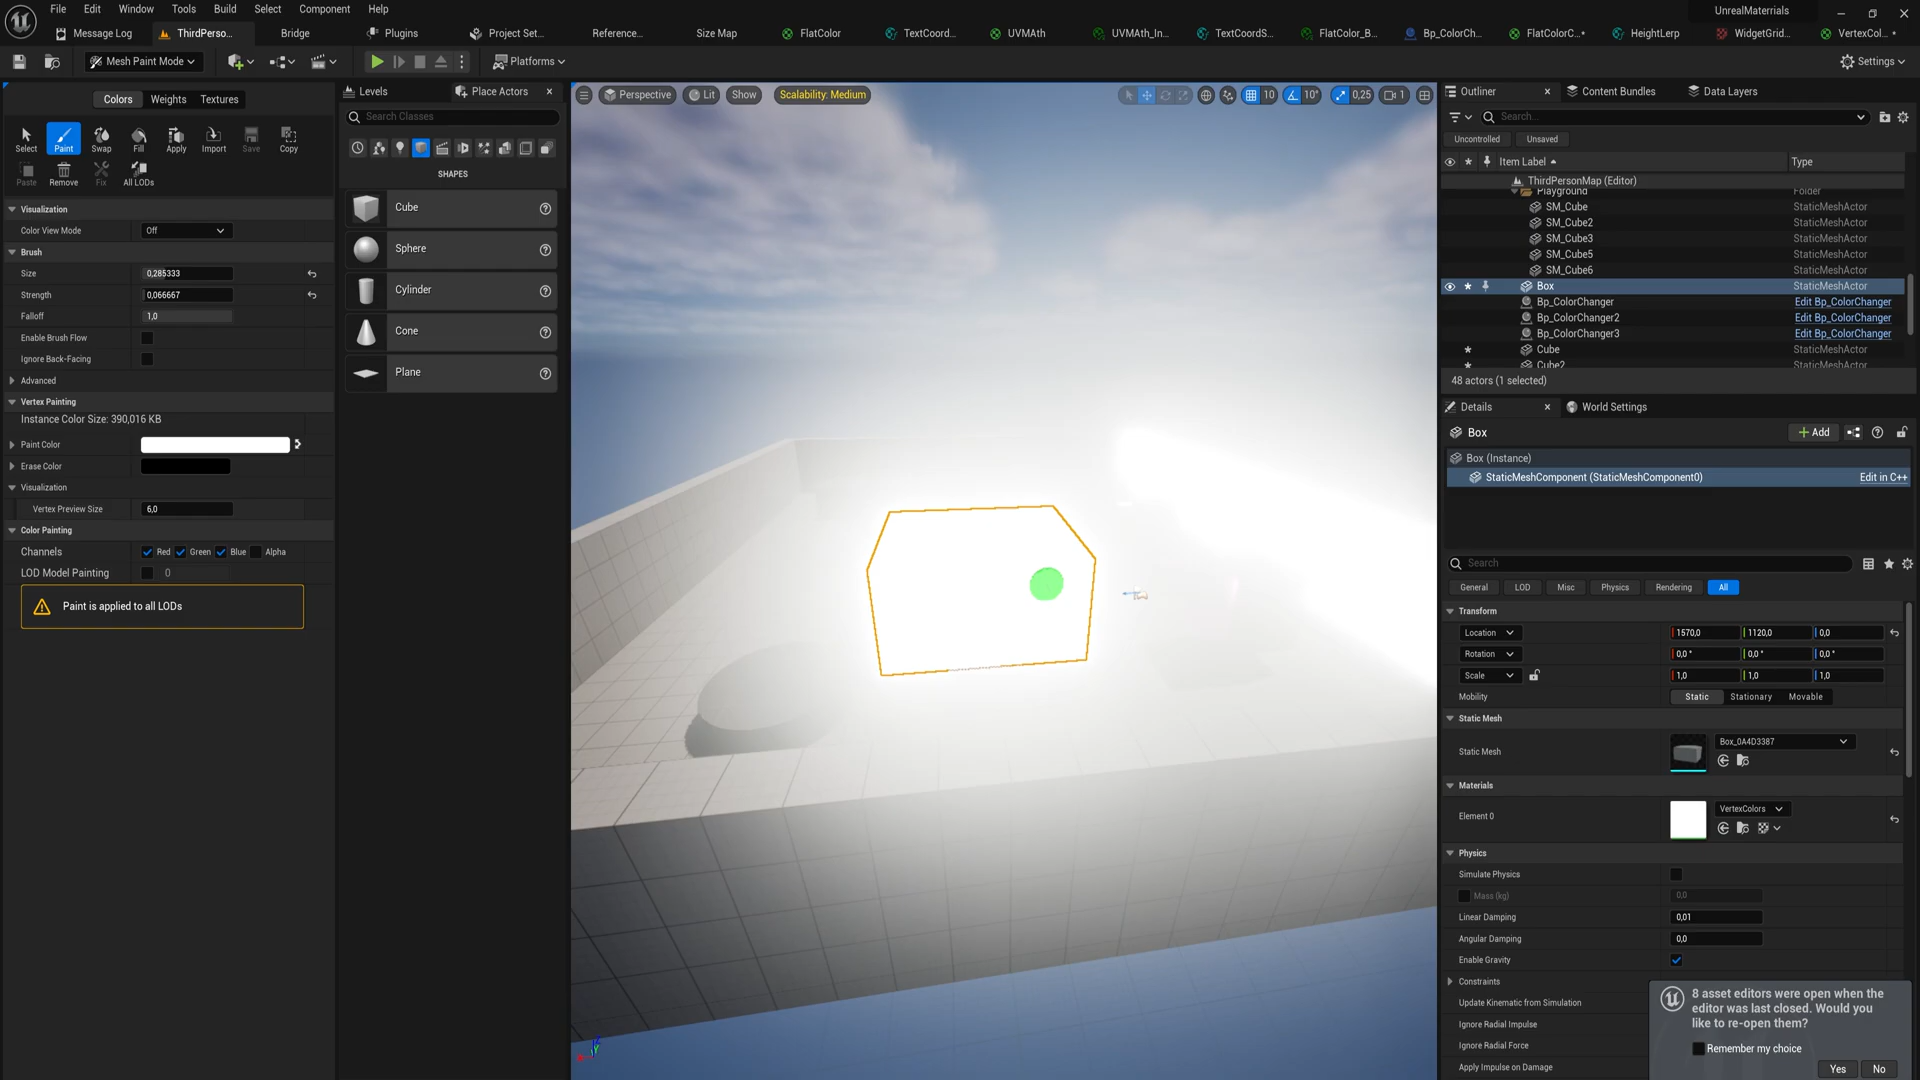 File Edit Window Tools Build Select Component Help
UnrealMaterials
Message Log ThirdPerso... Bridge Plugins Project Set... Reference... Size Map FlatColor TextCoord... UVMAth UVMAth_In... TextCoordS... FlatColor_B... Bp_ColorCh... FlatColorC...* HeightLerp WidgetGrid... VertexCol... *
Mesh Paint Mode Platforms Settings
Colors Weights Textures
Select Paint Swap Fill Apply Import Save Copy
Paste Remove Fix All LODs
Visualization
Color View Mode Off
Brush
Size 0,285333
Strength 0,066667
Falloff 1,0
Enable Brush Flow
Ignore Back-Facing
Advanced
Vertex Painting
Instance Color Size: 390,016 KB
Paint Color
Erase Color
Visualization
Vertex Preview Size 6,0
Color Painting
Channels Red Green Blue Alpha
LOD Model Painting 0
Paint is applied to all LODs
Levels Place Actors
Search Classes
SHAPES
Cube
Sphere
Cylinder
Cone
Plane
Perspective Lit Show Scalability: Medium 10 10° 0,25 1
Outliner Content Bundles Data Layers
Search...
Uncontrolled Unsaved
Item Label Type
ThirdPersonMap (Editor)
Playground Folder
SM_Cube StaticMeshActor
SM_Cube2 StaticMeshActor
SM_Cube3 StaticMeshActor
SM_Cube5 StaticMeshActor
SM_Cube6 StaticMeshActor
Box StaticMeshActor
Bp_ColorChanger Edit Bp_ColorChanger
Bp_ColorChanger2 Edit Bp_ColorChanger
Bp_ColorChanger3 Edit Bp_ColorChanger
Cube StaticMeshActor
Cube2 StaticMeshActor
48 actors (1 selected)
Details World Settings
Box Add
Box (Instance)
StaticMeshComponent (StaticMeshComponent0) Edit in C++
Search
General LOD Misc Physics Rendering All
Transform
Location 1570,0 1120,0 0,0
Rotation 0,0 ° 0,0 ° 0,0 °
Scale 1,0 1,0 1,0
Mobility Static Stationary Movable
Static Mesh
Static Mesh Box_0A4D3387
Materials
Element 0 VertexColors
Physics
Simulate Physics
Mass (kg) 0,0
Linear Damping 0,01
Angular Damping 0,0
Enable Gravity
Constraints
Update Kinematic from Simulation
Ignore Radial Impulse
Ignore Radial Force
Apply Impulse on Damage
8 asset editors were open when the
editor was last closed. Would you
like to re-open them?
Remember my choice
Yes No